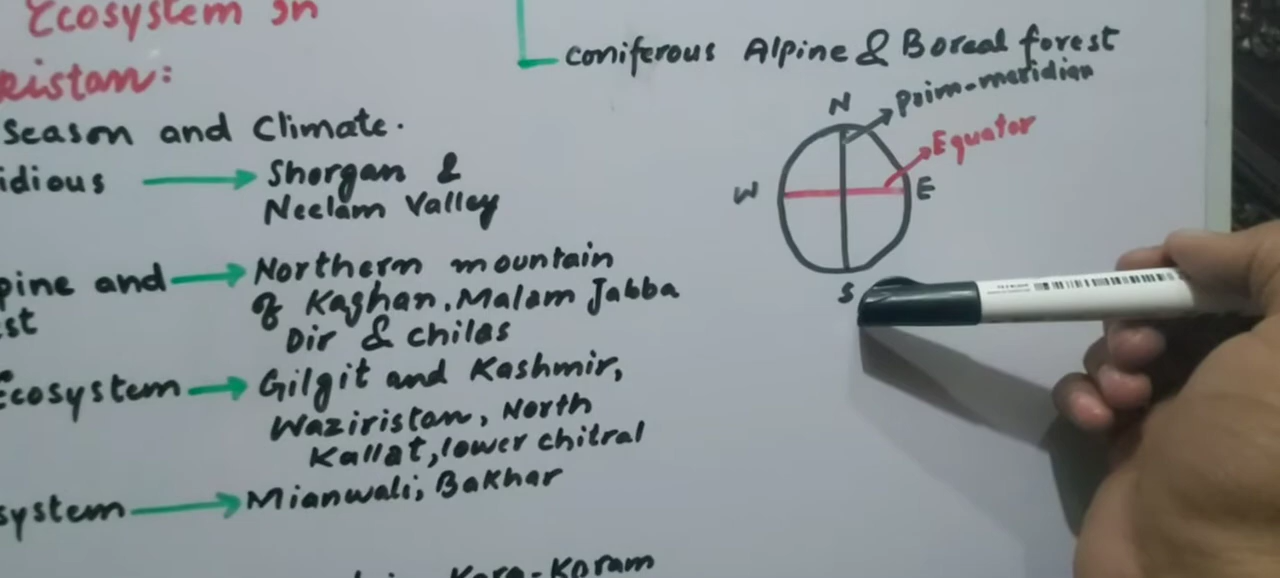 Ecosystem in
kistan:
Season and Climate.
idious → Shorgan &
Neelam Valley
pine and → Northern mountain
st
of Kaghan, Malam Jabba
Dir & chilas
Ecosystem → Gilgit and Kashmir,
Waziristan, North
Kallat, lower chitral
system → Mianwali, Bakhar
Kara-Koram
coniferous Alpine & Boreal forest
N
Prim-meridian
Equator
W
E
S